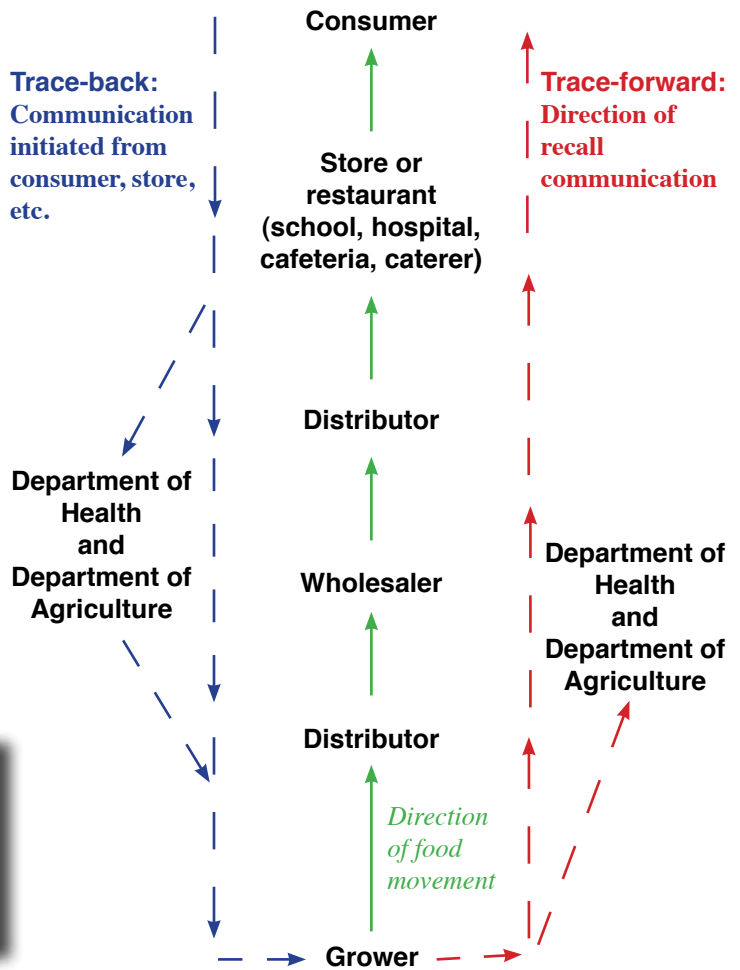 Consumer
Trace-back:
Communication
initiated from
consumer, store,
etc.
Trace-forward:
Direction of
recall
communication
Store or
restaurant
(school, hospital,
cafeteria, caterer)
Distributor
Department of
Health
and
Department of
Agriculture
Wholesaler
Department of
Health
and
Department of
Agriculture
Distributor
Direction
of food
movement
Grower